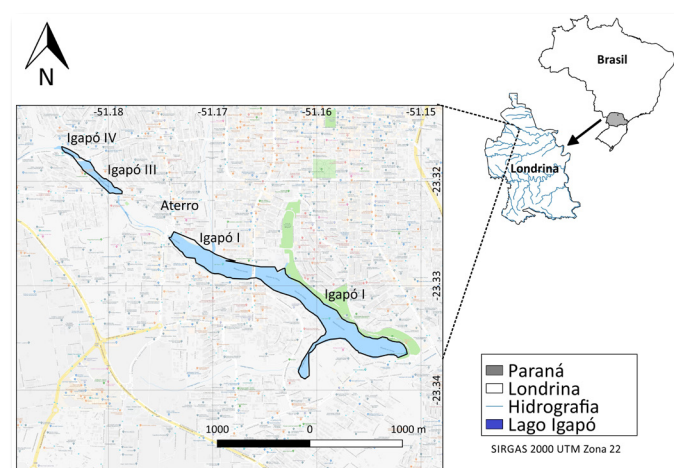 N
Brasil
Londrina
-51.18 -51.17 -51.16 -51.15
Igapó IV
Igapó III
Aterro
Igapó I
Igapó I
-23.32
-23.33
-23.34
1000 0 1000 m
Paraná
Londrina
Hidrografia
Lago Igapó
SIRGAS 2000 UTM Zona 22